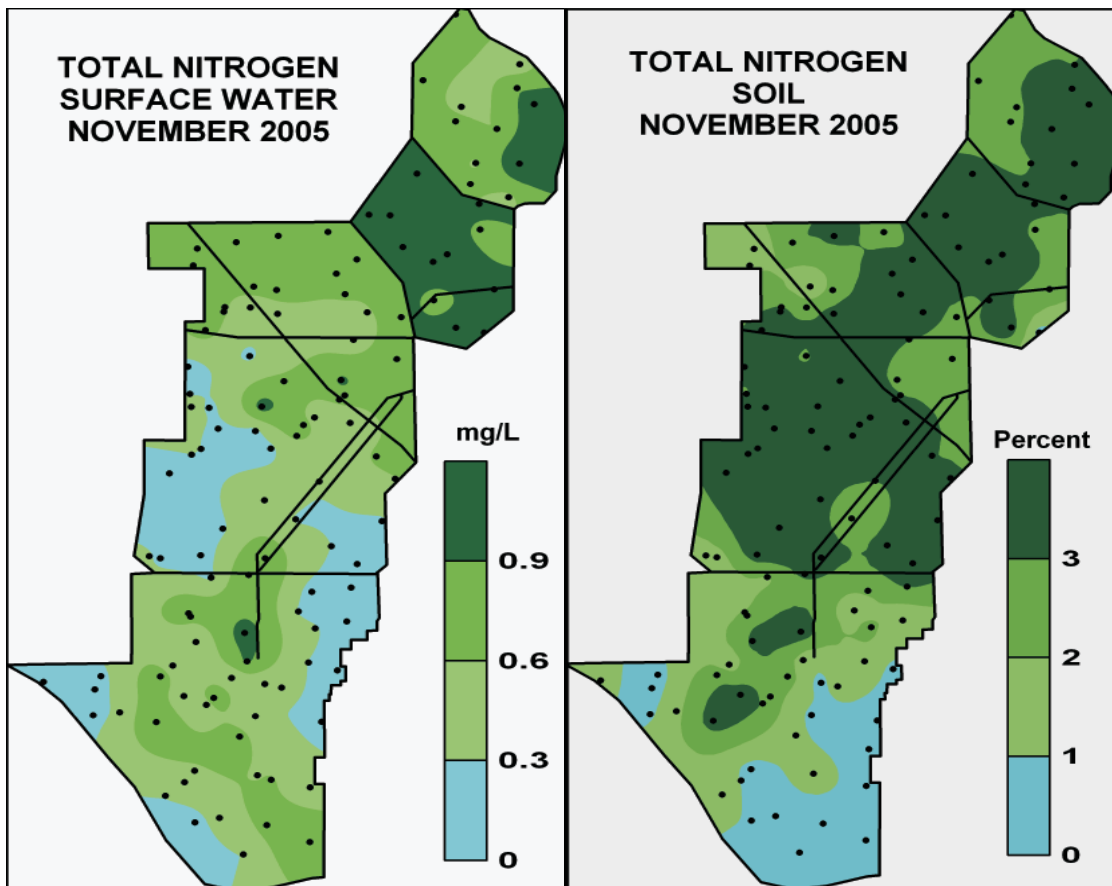 TOTAL NITROGEN
SURFACE WATER
NOVEMBER 2005
mg/L
0.9
0.6
0.3
0
TOTAL NITROGEN
SOIL
NOVEMBER 2005
Percent
3
2
1
0